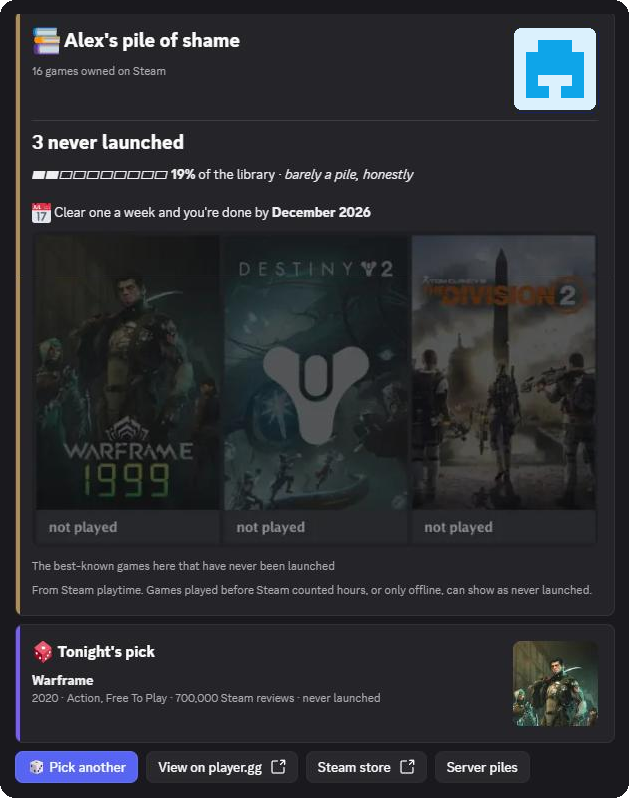 Alex's pile of shame
16 games owned on Steam
3 never launched
19% of the library · barely a pile, honestly
JUL 17 Clear one a week and you're done by December 2026
WARFRAME
1999
not played
DESTINY 2
not played
TOM CLANCY'S
THE DIVISION 2
not played
The best-known games here that have never been launched
From Steam playtime. Games played before Steam counted hours, or only offline, can show as never launched.
Tonight's pick
Warframe
2020 · Action, Free To Play · 700,000 Steam reviews · never launched
Pick another
View on player.gg
Steam store
Server piles